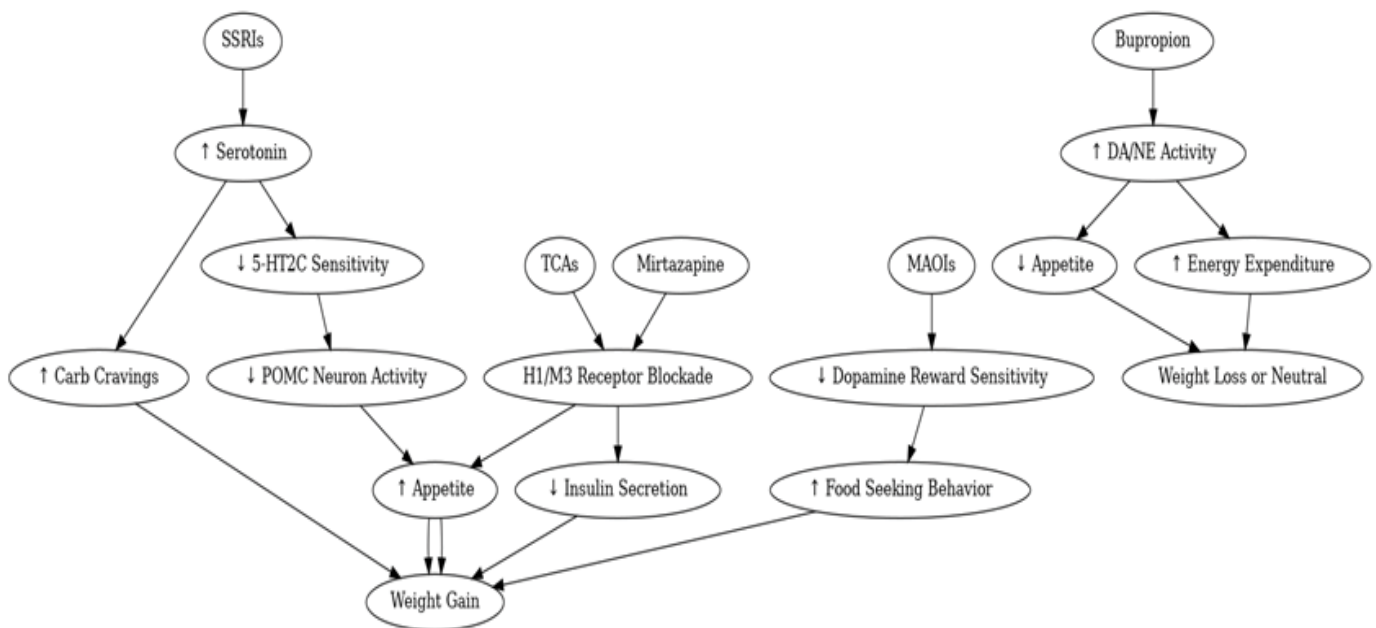 SSRIs
Bupropion
↑ Serotonin
↑ DA/NE Activity
↓ 5-HT2C Sensitivity
TCAs
Mirtazapine
MAOIs
↓ Appetite
↑ Energy Expenditure
↑ Carb Cravings
↓ POMC Neuron Activity
H1/M3 Receptor Blockade
↓ Dopamine Reward Sensitivity
Weight Loss or Neutral
↑ Appetite
↓ Insulin Secretion
↑ Food Seeking Behavior
Weight Gain